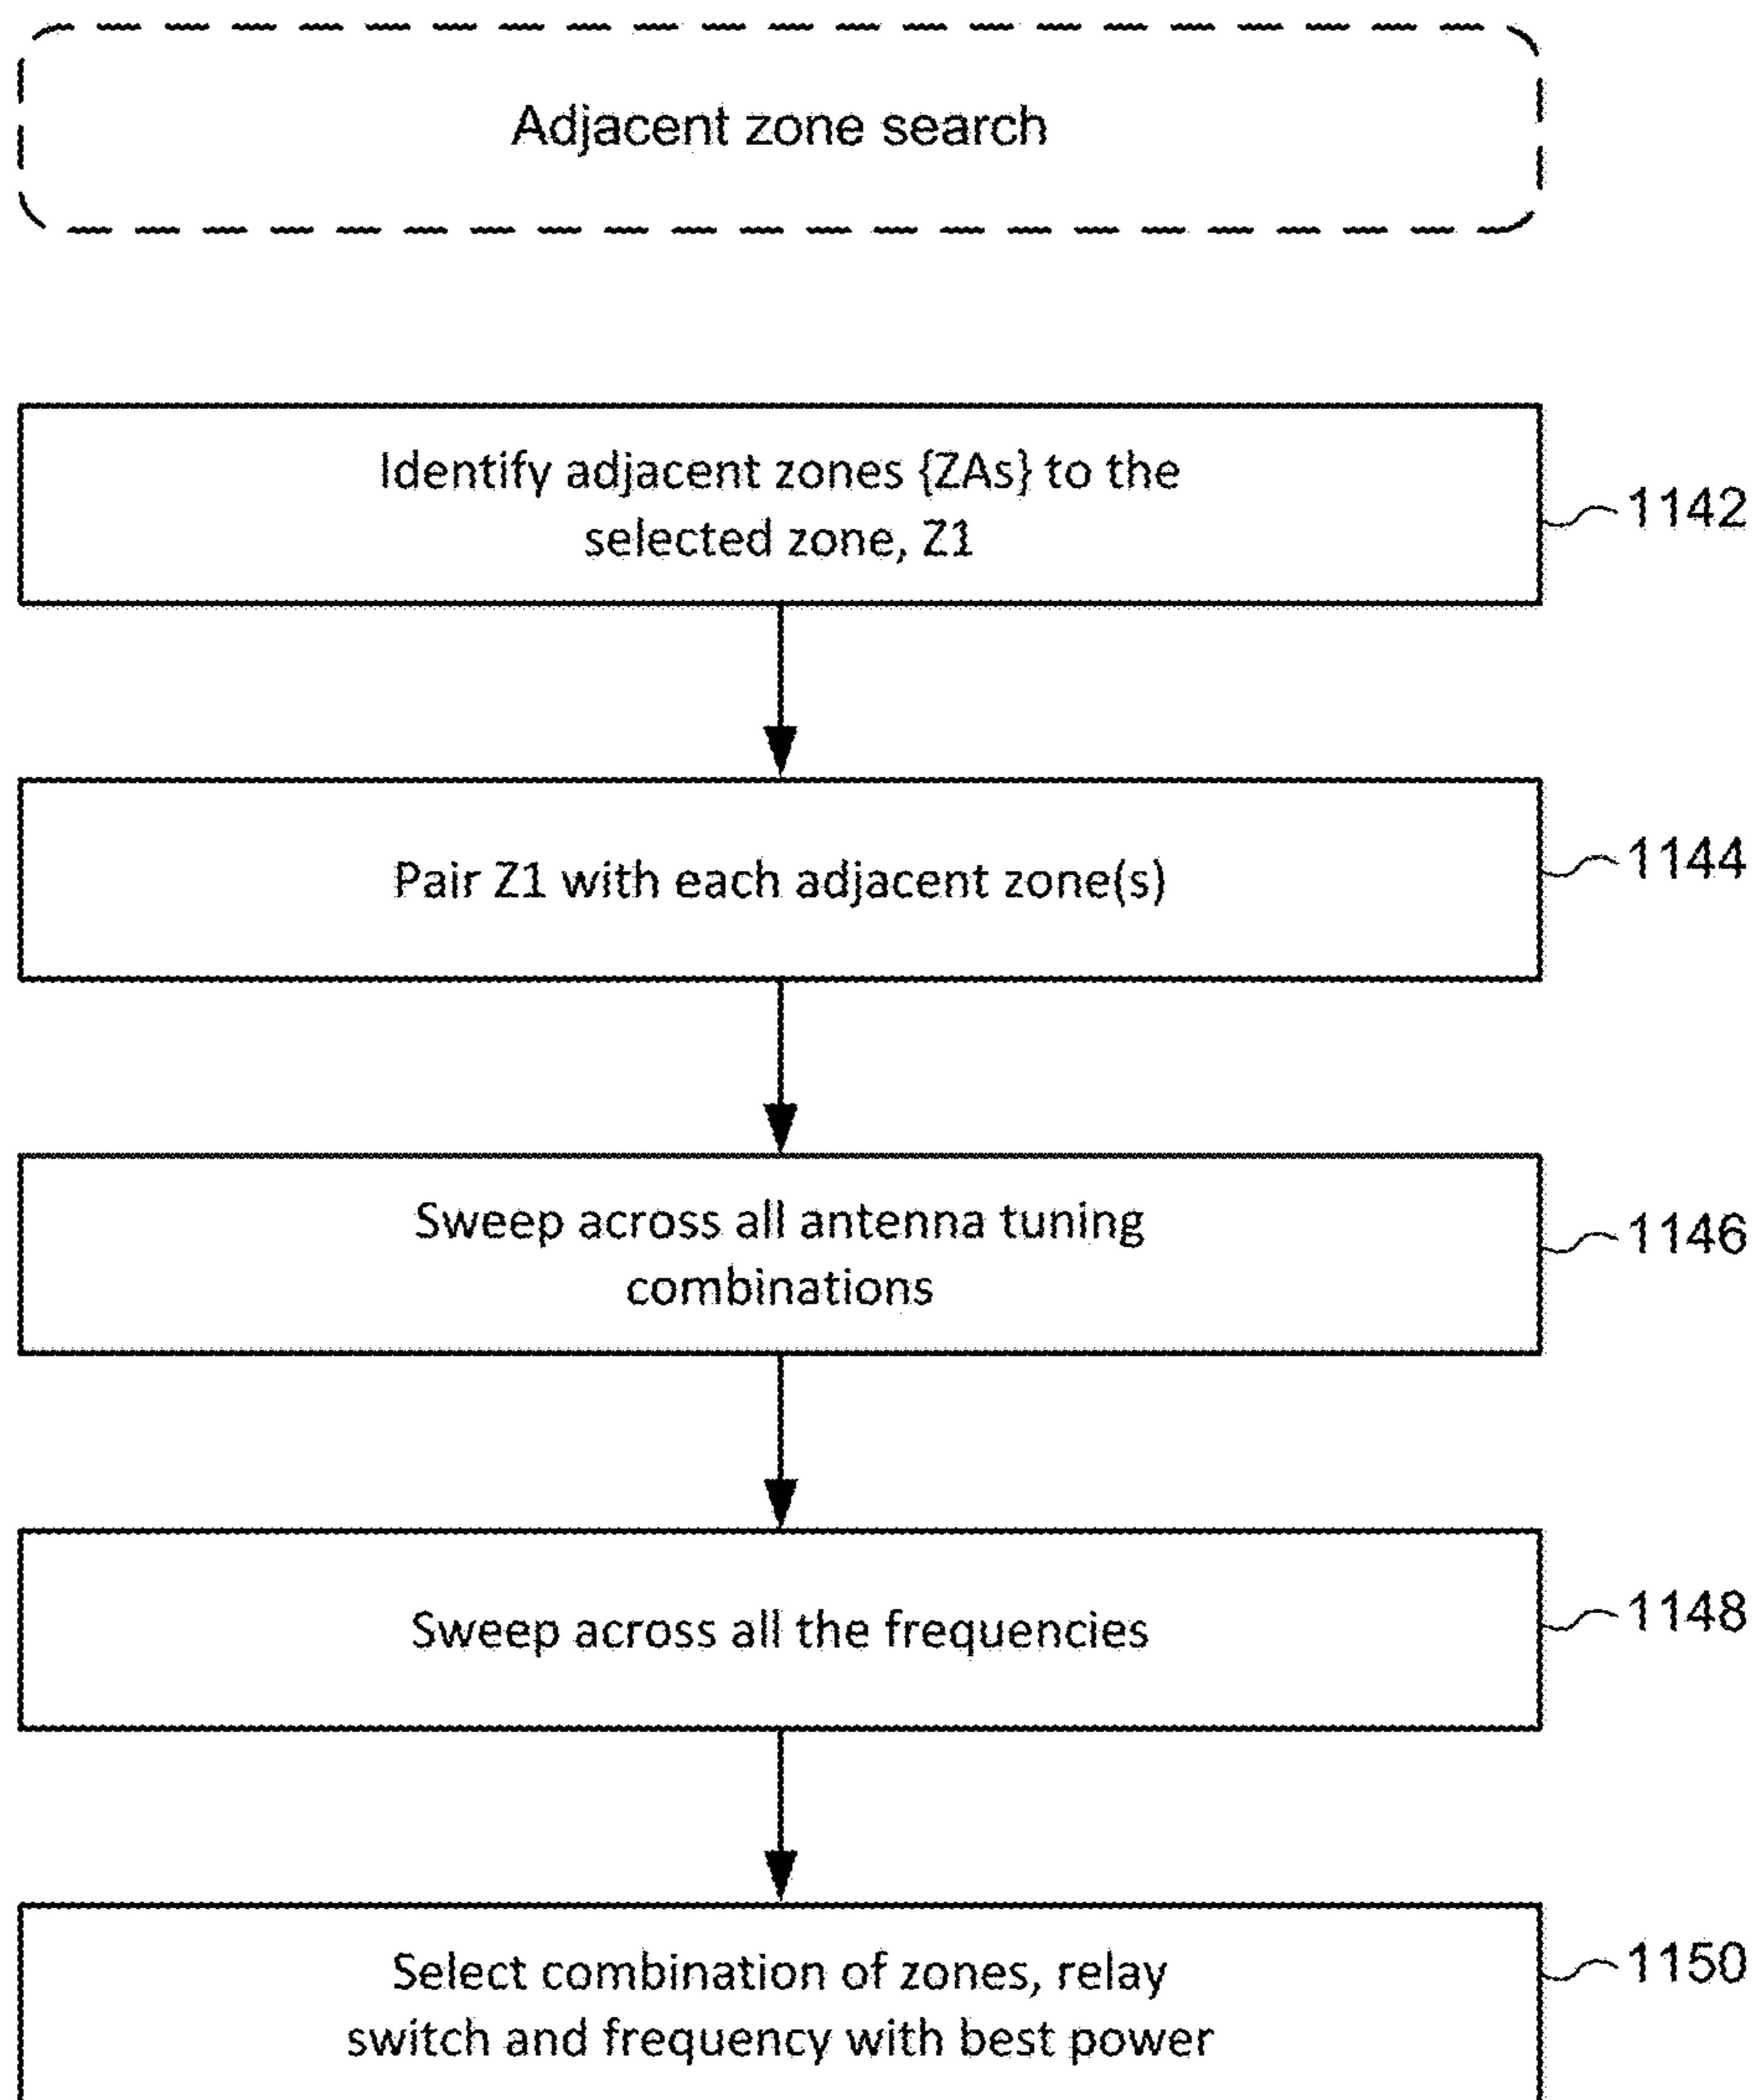 Adjacent zone search
Identify adjacent zones {ZAs} to the
selected zone, Z1
1142
Pair Z1 with each adjacent zone(s)
1144
Sweep across all antenna tuning
combinations
1146
Sweep across all the frequencies
1148
Select combination of zones, relay
switch and frequency with best power
1150